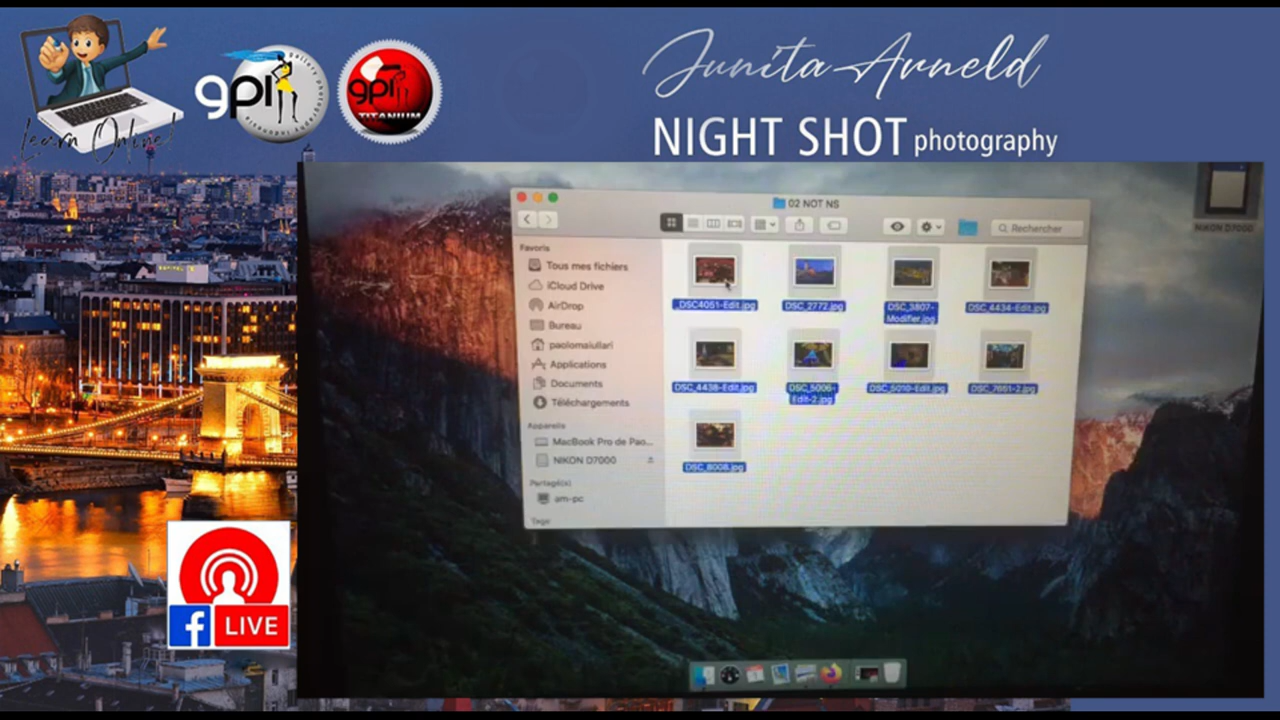 Learn Online!
gpi
gpi
TITANIUM
Junita Arneld
NIGHT SHOT photography
NIKON D7000
02 NOT NS
Rechercher
Favoris
Tous mes fichiers
iCloud Drive
AirDrop
Bureau
paolomaiullari
Applications
Documents
Téléchargements
Appareils
MacBook Pro de Pao...
NIKON D7000
Partagé(s)
am-pc
Tags
_DSC4051-Edit.jpg
DSC_2772.jpg
DSC_3807-
Modifier.jpg
DSC_4434-Edit.jpg
DSC_4438-Edit.jpg
DSC_5006-
Edit-2.jpg
DSC_5010-Edit.jpg
DSC_7651-2.jpg
DSC_8008.jpg
f LIVE